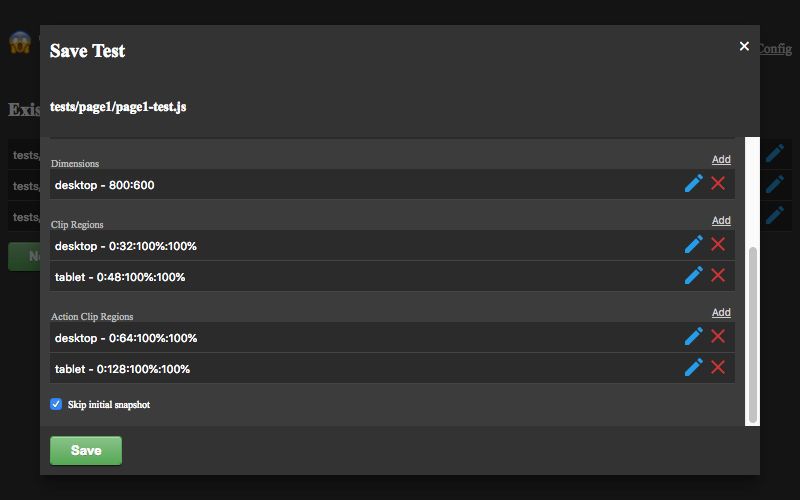 Save Test
×
Config
tests/page1/page1-test.js
Exis
tests/
tests/
tests/
Dimensions
Add
desktop - 800:600
Clip Regions
Add
desktop - 0:32:100%:100%
tablet - 0:48:100%:100%
Action Clip Regions
Add
desktop - 0:64:100%:100%
tablet - 0:128:100%:100%
Skip initial snapshot
Save